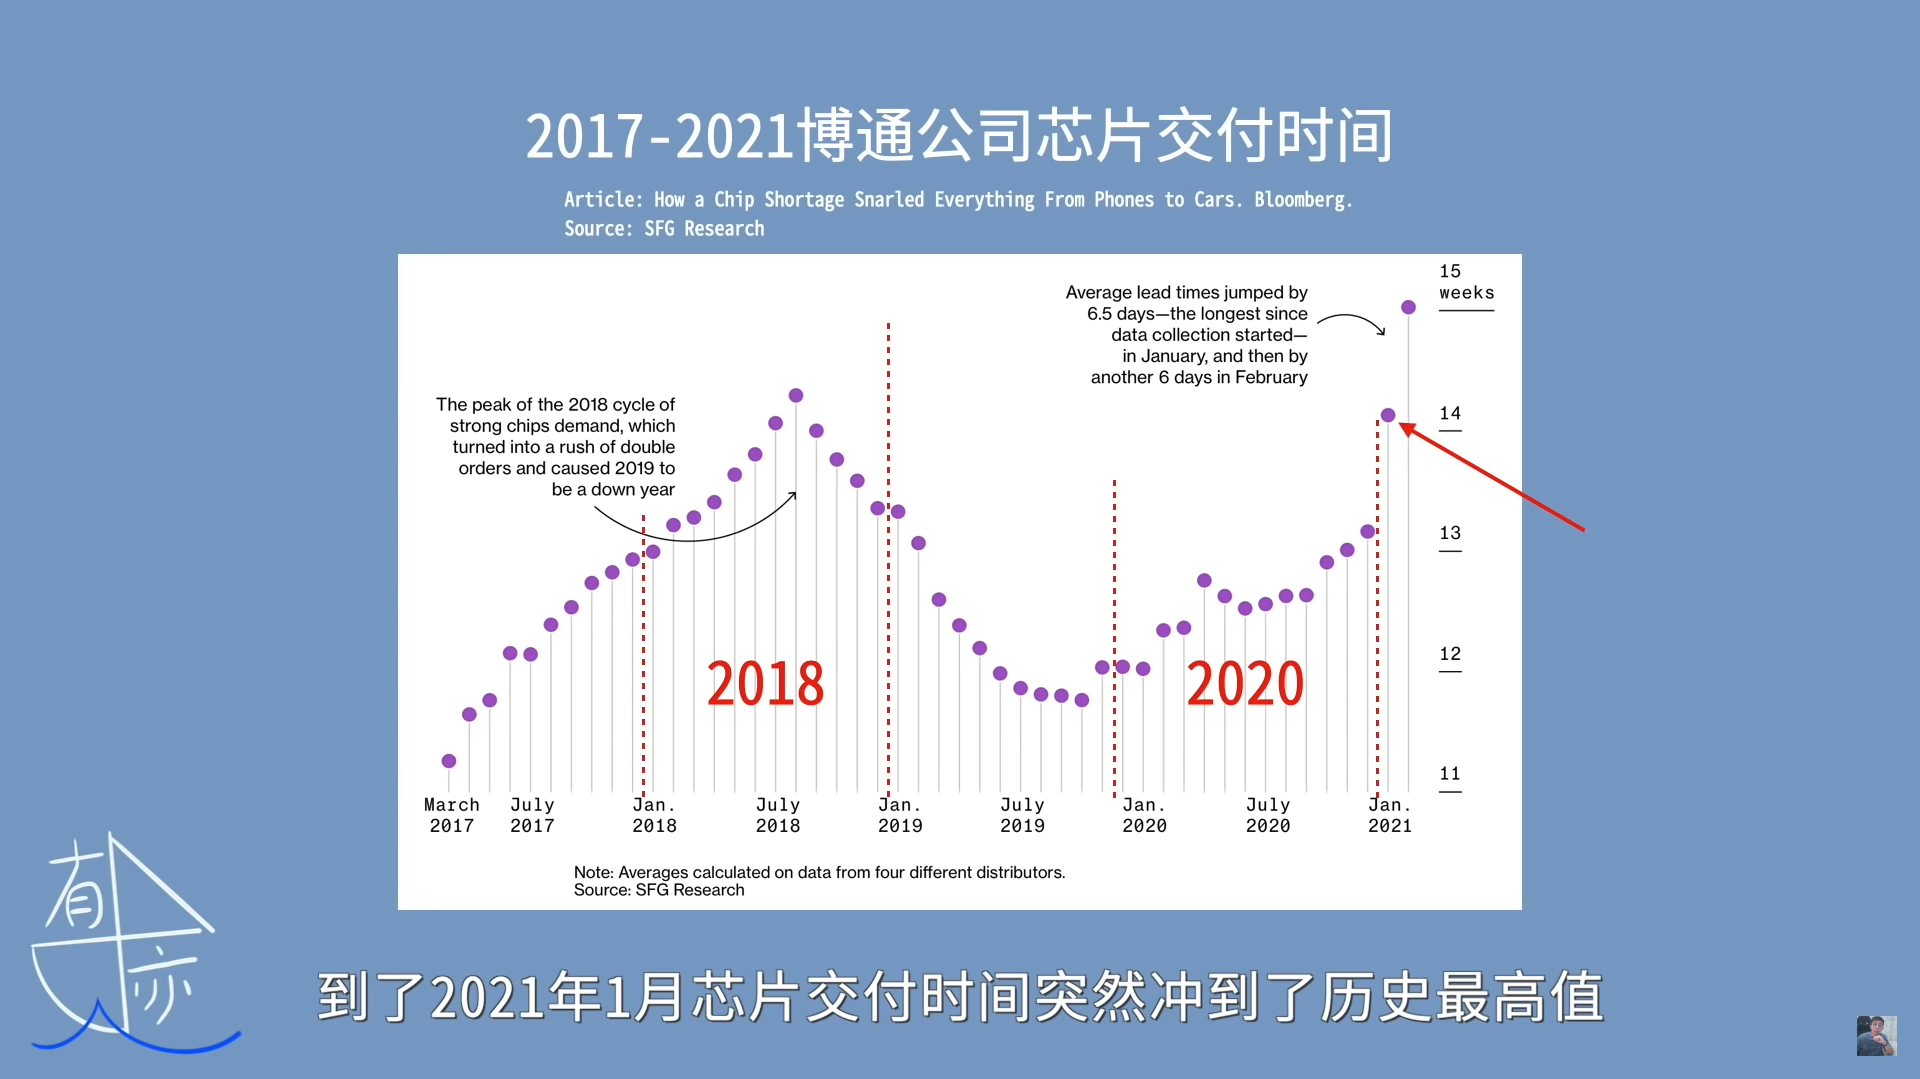 2017-2021博通公司芯片交付时间
Article: How a Chip Shortage Snarled Everything From Phones to Cars. Bloomberg.
Source: SFG Research
15
weeks
Average lead times jumped by
6.5 days—the longest since
data collection started—
in January, and then by
another 6 days in February
The peak of the 2018 cycle of
strong chips demand, which
turned into a rush of double
orders and caused 2019 to
be a down year
14
13
12
11
2018
2020
March
2017
July
2017
Jan.
2018
July
2018
Jan.
2019
July
2019
Jan.
2020
July
2020
Jan.
2021
Note: Averages calculated on data from four different distributors.
Source: SFG Research
有亦
到了2021年1月芯片交付时间突然冲到了历史最高值